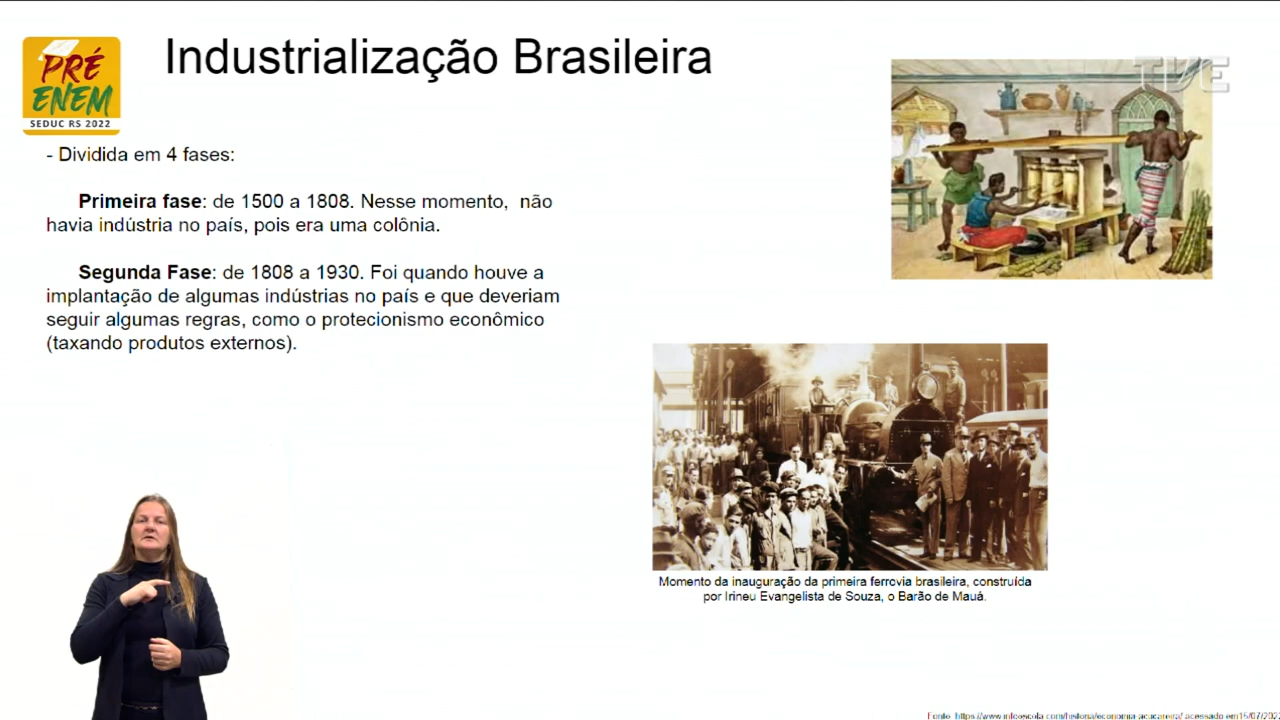 Industrialização Brasileira
PRÉ
ENEM
SEDUC RS 2022
TVE
- Dividida em 4 fases:
Primeira fase: de 1500 a 1808. Nesse momento, não
havia indústria no país, pois era uma colônia.
Segunda Fase: de 1808 a 1930. Foi quando houve a
implantação de algumas indústrias no país e que deveriam
seguir algumas regras, como o protecionismo econômico
(taxando produtos externos).
Momento da inauguração da primeira ferrovia brasileira, construída
por Irineu Evangelista de Souza, o Barão de Mauá.
Fonte: https://www.infoescola.com/historia/economia-acucareira/ acessado em15/07/202